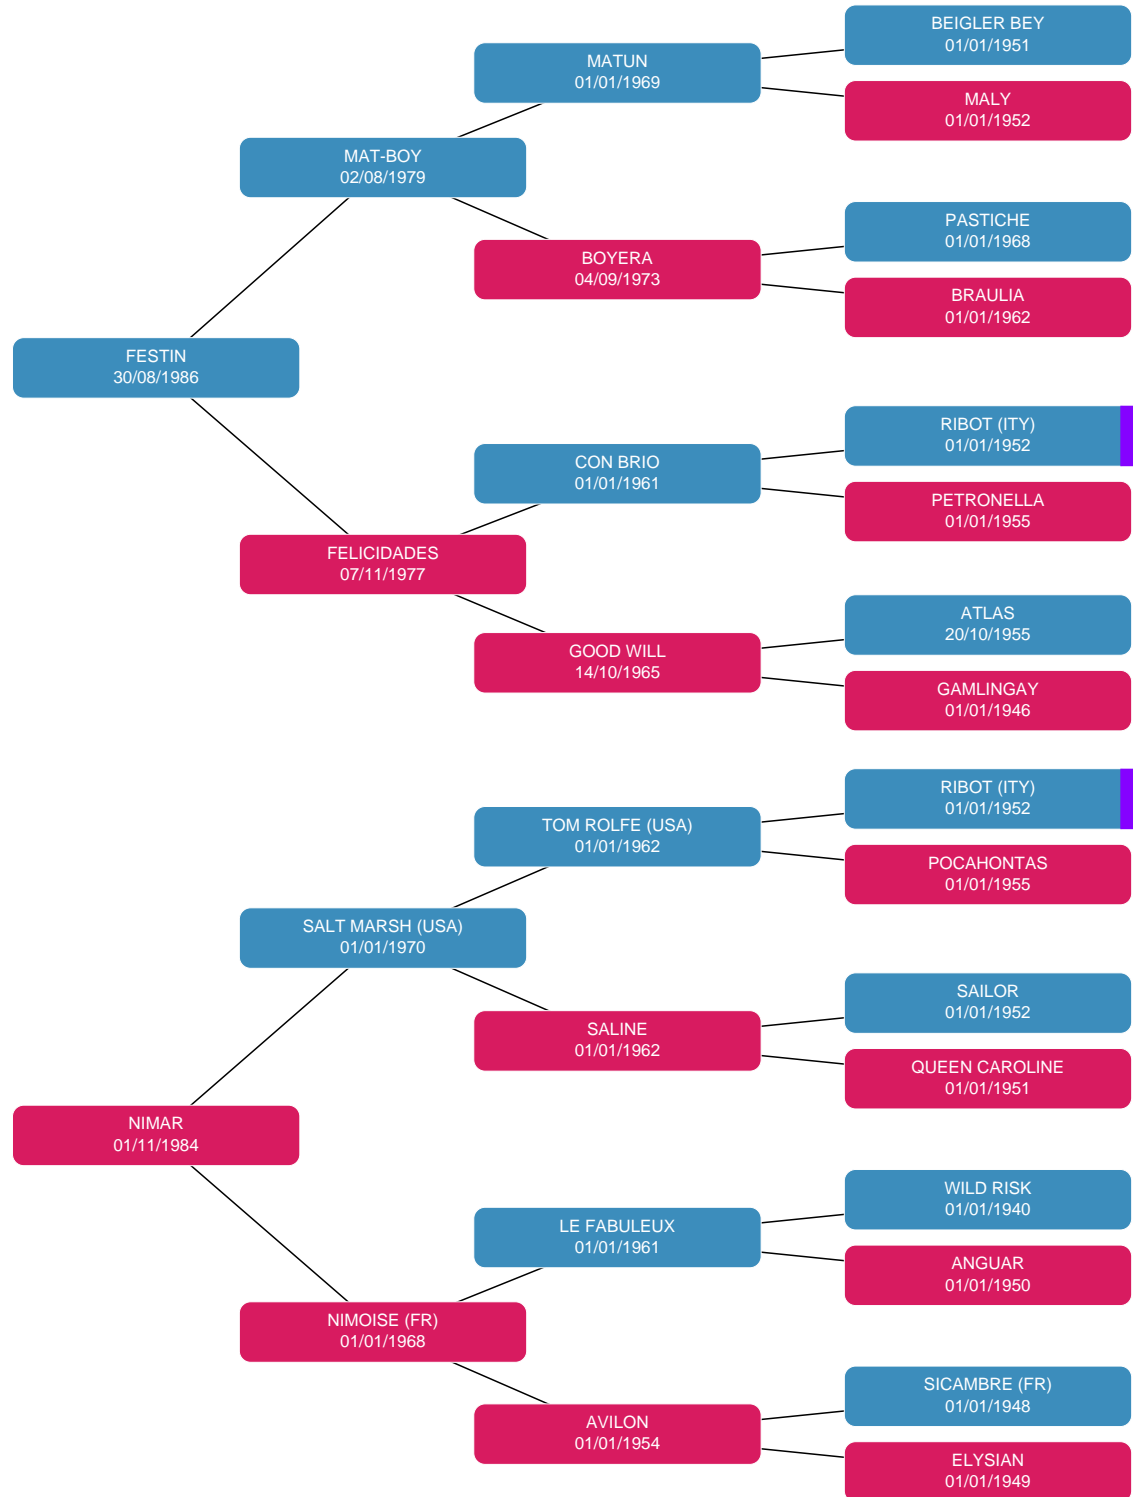 BEIGLER BEY
01/01/1951
MATUN
01/01/1969
MALY
01/01/1952
MAT-BOY
02/08/1979
PASTICHE
01/01/1968
BOYERA
04/09/1973
BRAULIA
01/01/1962
FESTIN
30/08/1986
RIBOT (ITY)
01/01/1952
CON BRIO
01/01/1961
PETRONELLA
01/01/1955
FELICIDADES
07/11/1977
ATLAS
20/10/1955
GOOD WILL
14/10/1965
GAMLINGAY
01/01/1946
RIBOT (ITY)
01/01/1952
TOM ROLFE (USA)
01/01/1962
POCAHONTAS
01/01/1955
SALT MARSH (USA)
01/01/1970
SAILOR
01/01/1952
SALINE
01/01/1962
QUEEN CAROLINE
01/01/1951
NIMAR
01/11/1984
WILD RISK
01/01/1940
LE FABULEUX
01/01/1961
ANGUAR
01/01/1950
NIMOISE (FR)
01/01/1968
SICAMBRE (FR)
01/01/1948
AVILON
01/01/1954
ELYSIAN
01/01/1949